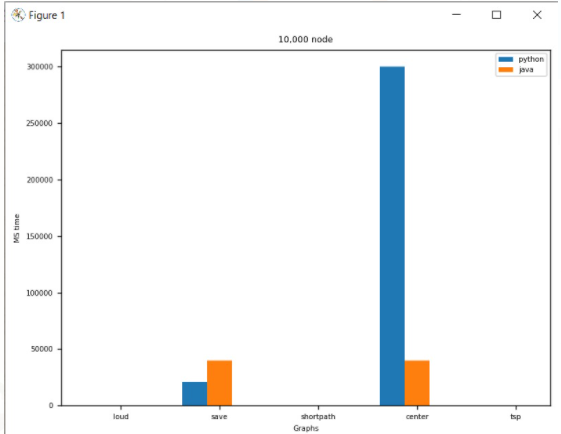 Figure 1
10,000 node
python
java
300000
250000
200000
150000
100000
50000
0
MS time
loud
save
shortpath
center
tsp
Graphs